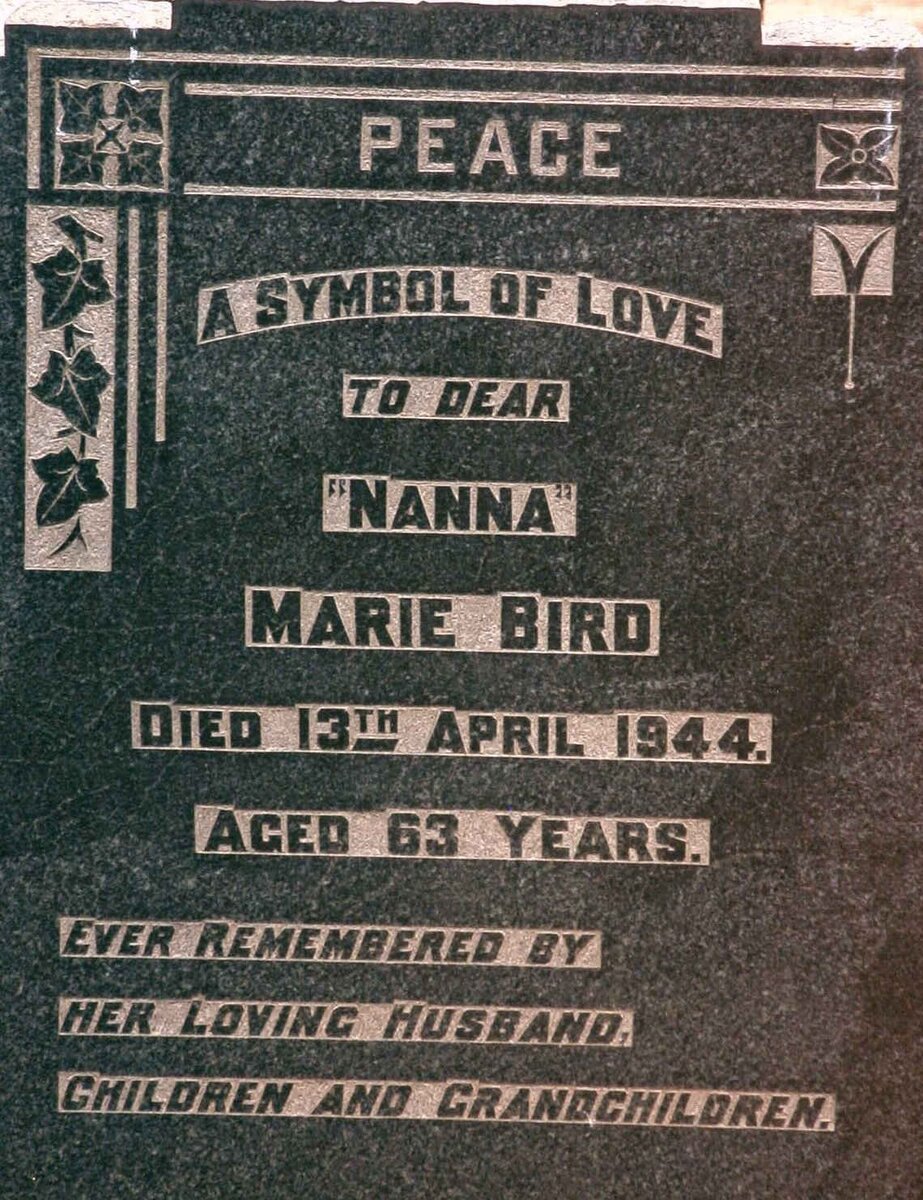 PEACE
A SYMBOL OF LOVE
TO DEAR
"NANNA"
MARIE BIRD
DIED 13TH APRIL 1944.
AGED 63 YEARS.
EVER REMEMBERED BY
HER LOVING HUSBAND,
CHILDREN AND GRANDCHILDREN.